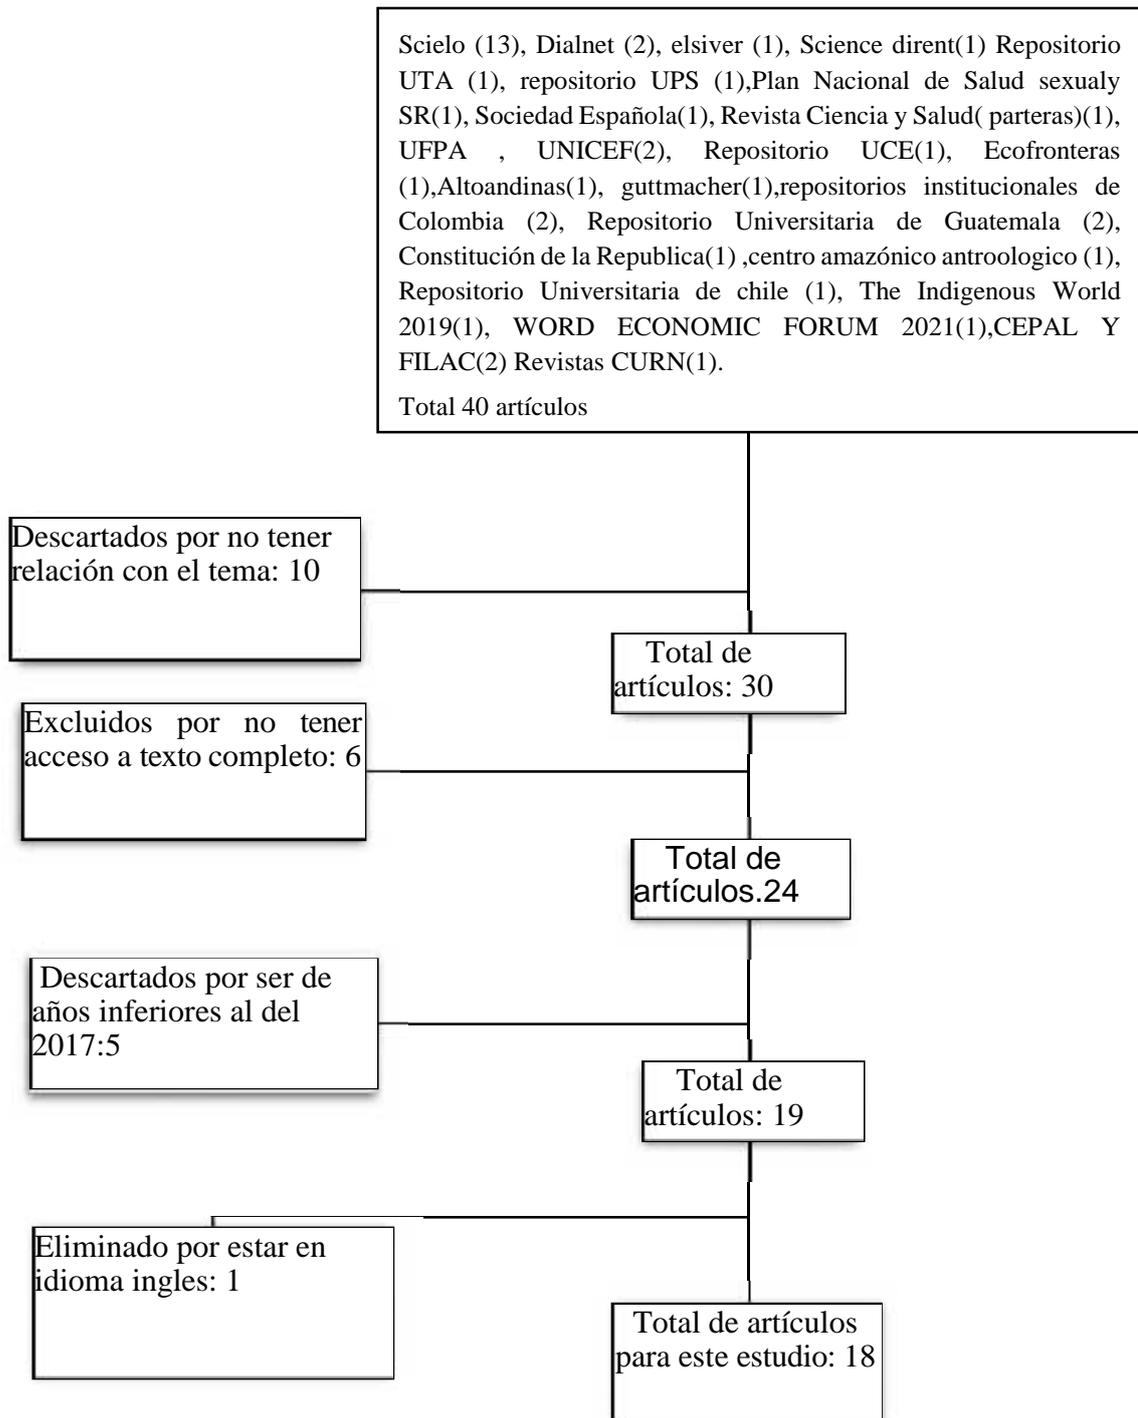 Scielo (13), Dialnet (2), elsiver (1), Science dirent(1) Repositorio
UTA (1), repositorio UPS (1),Plan Nacional de Salud sexualy
SR(1), Sociedad Española(1), Revista Ciencia y Salud( parteras)(1),
UFPA , UNICEF(2), Repositorio UCE(1), Ecofronteras
(1),Altoandinas(1), guttmacher(1),repositorios institucionales de
Colombia (2), Repositorio Universitaria de Guatemala (2),
Constitución de la Republica(1) ,centro amazónico antroologico (1),
Repositorio Universitaria de chile (1), The Indigenous World
2019(1), WORD ECONOMIC FORUM 2021(1),CEPAL Y
FILAC(2) Revistas CURN(1).
Total 40 artículos
Descartados por no tener
relación con el tema: 10
Total de
artículos: 30
Excluidos por no tener
acceso a texto completo: 6
Total de
artículos.24
Descartados por ser de
años inferiores al del
2017:5
Total de
artículos: 19
Eliminado por estar en
idioma ingles: 1
Total de artículos
para este estudio: 18